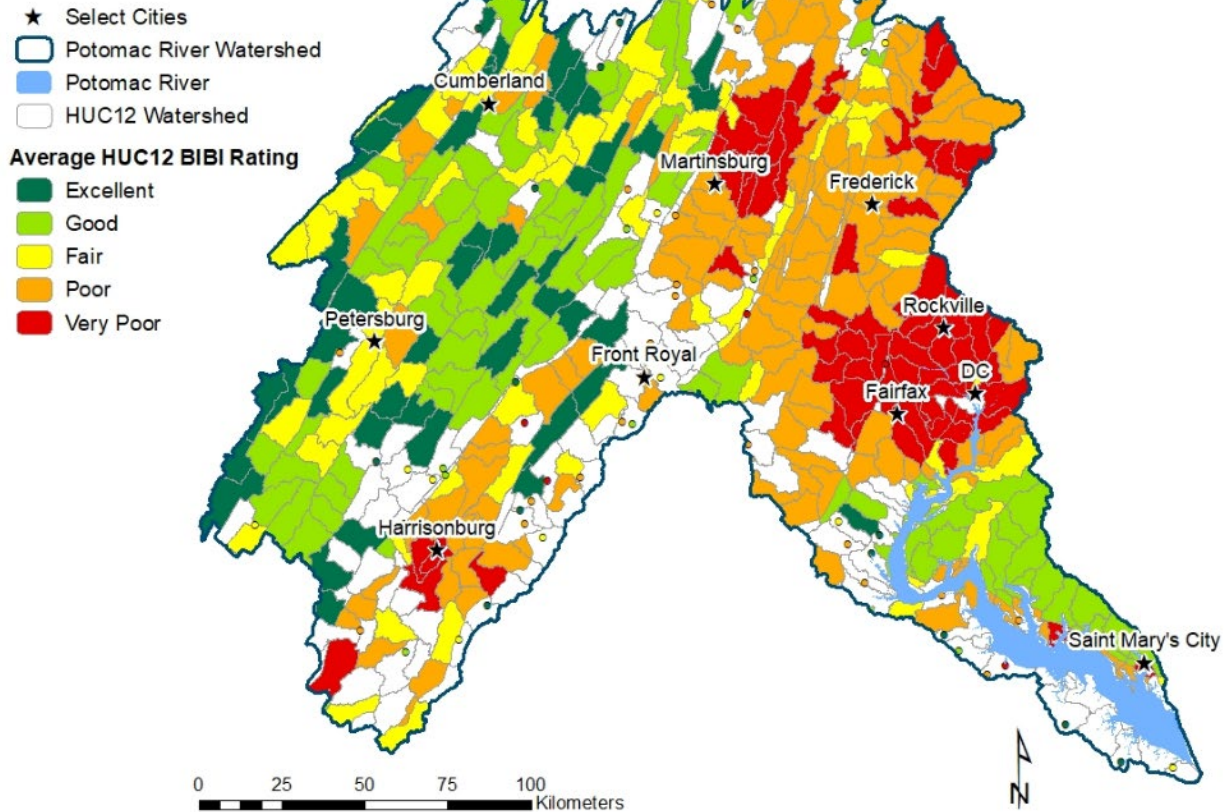 Select Cities
Potomac River Watershed
Potomac River
HUC12 Watershed
Average HUC12 BIBI Rating
Excellent
Good
Fair
Poor
Very Poor
Cumberland
Martinsburg
Frederick
Petersburg
Rockville
Front Royal
DC
Fairfax
Harrisonburg
Saint Mary's City
0 25 50 75 100
Kilometers
N